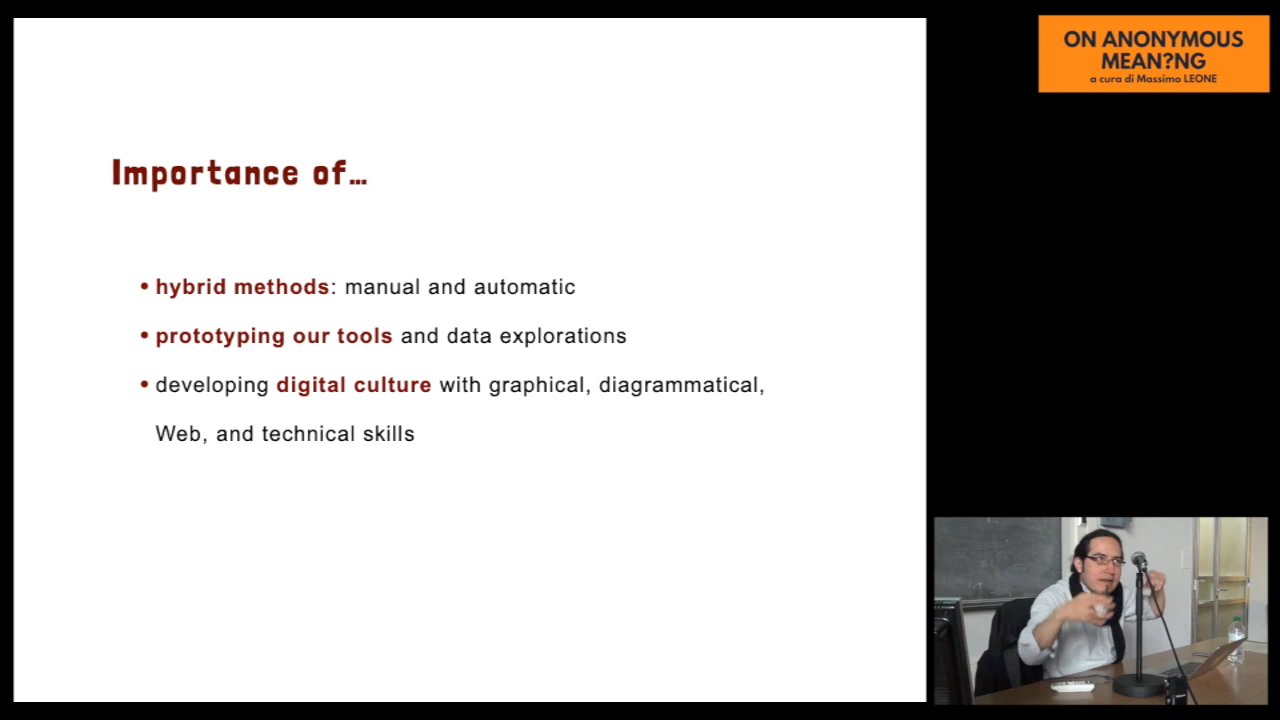 ON ANONYMOUS
MEAN?NG
a cura di Massimo LEONE
Importance of…
• hybrid methods: manual and automatic
• prototyping our tools and data explorations
• developing digital culture with graphical, diagrammatical,
Web, and technical skills